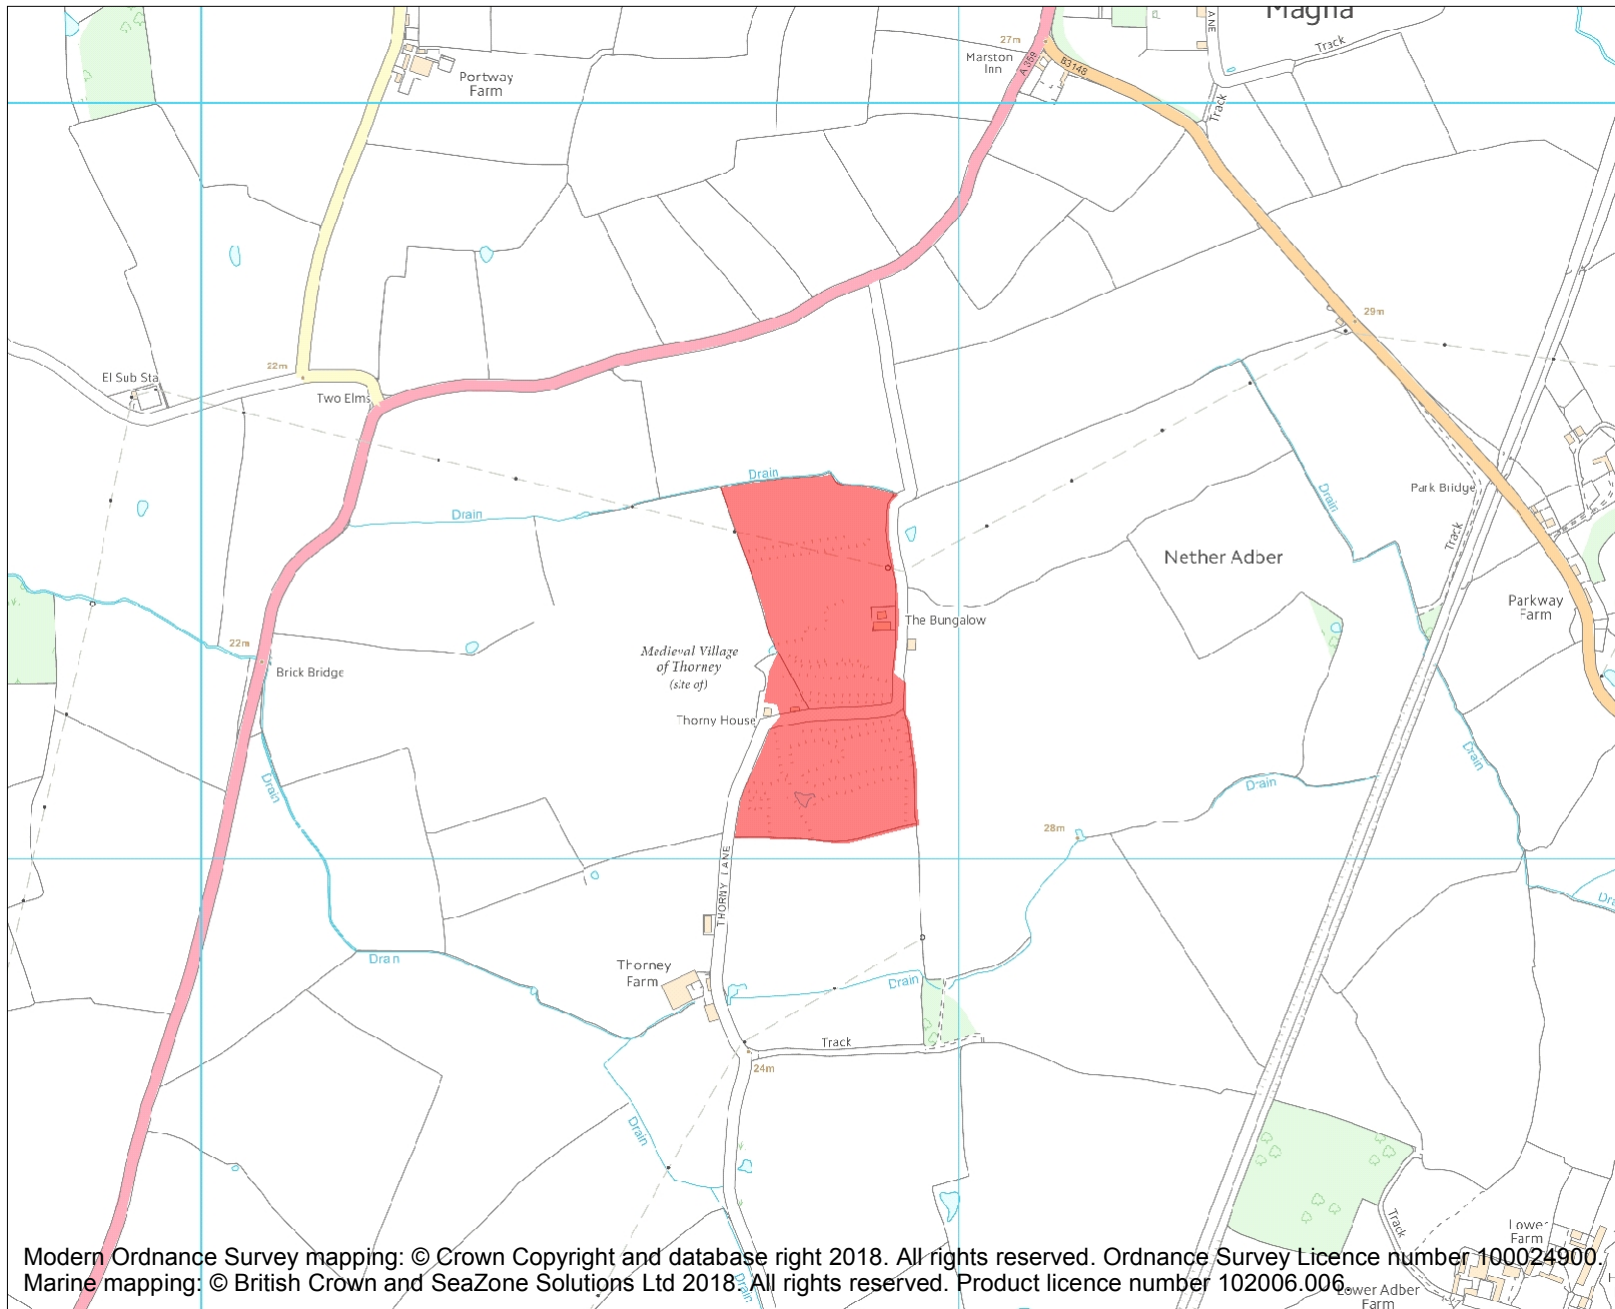 Magna
LANE
Track
27m
Marston
Inn
A 359
B3148
Portway
Farm
Track
29m
22m
El Sub Sta
Two Elms
Drain
Drain
Drain
Park Bridge
Track
Nether Adber
Parkway
Farm
The Bungalow
Medieval Village
of Thorney
(site of)
22m
Brick Bridge
Thorny House
Drain
Drain
Drain
28m
THORNY LANE
Drain
Thorney
Farm
Drain
Track
24m
Drain
Track
Lower
Farm
Modern Ordnance Survey mapping: © Crown Copyright and database right 2018. All rights reserved. Ordnance Survey Licence number 100024900.
Marine mapping: © British Crown and SeaZone Solutions Ltd 2018. All rights reserved. Product licence number 102006.006.
Drain
Lower Adber
Farm